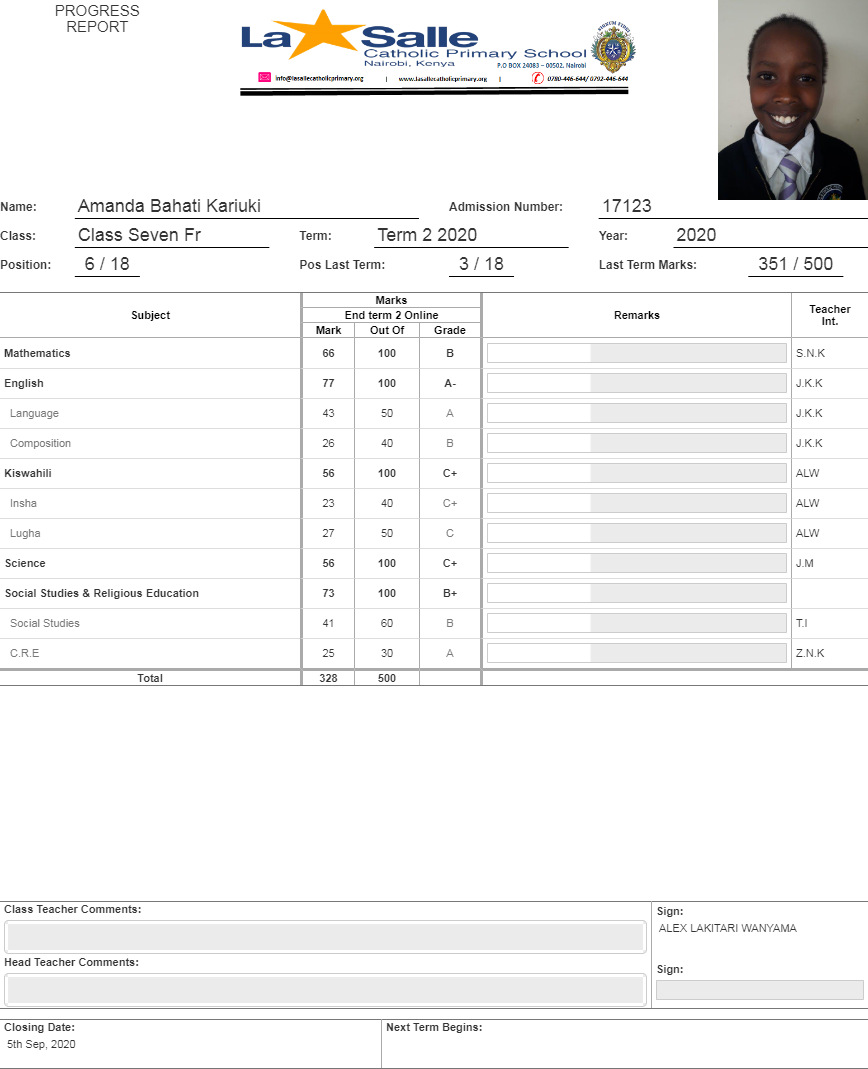 PROGRESS
REPORT
La Salle
Catholic Primary School
Nairobi, Kenya
P.O BOX 24083 – 00502, Nairobi
info@lasallecatholicprimary.org | www.lasallecatholicprimary.org | 0780-446-644/ 0792-446-644
Name: Amanda Bahati Kariuki Admission Number: 17123
Class: Class Seven Fr Term: Term 2 2020 Year: 2020
Position: 6 / 18 Pos Last Term: 3 / 18 Last Term Marks: 351 / 500
Marks
Subject End term 2 Online Remarks Teacher Int.
Mark Out Of Grade
Mathematics 66 100 B S.N.K
English 77 100 A- J.K.K
Language 43 50 A J.K.K
Composition 26 40 B J.K.K
Kiswahili 56 100 C+ ALW
Insha 23 40 C+ ALW
Lugha 27 50 C ALW
Science 56 100 C+ J.M
Social Studies & Religious Education 73 100 B+
Social Studies 41 60 B T.I
C.R.E 25 30 A Z.N.K
Total 328 500
Class Teacher Comments: Sign:
ALEX LAKITARI WANYAMA
Head Teacher Comments: Sign:
Closing Date: Next Term Begins:
5th Sep, 2020